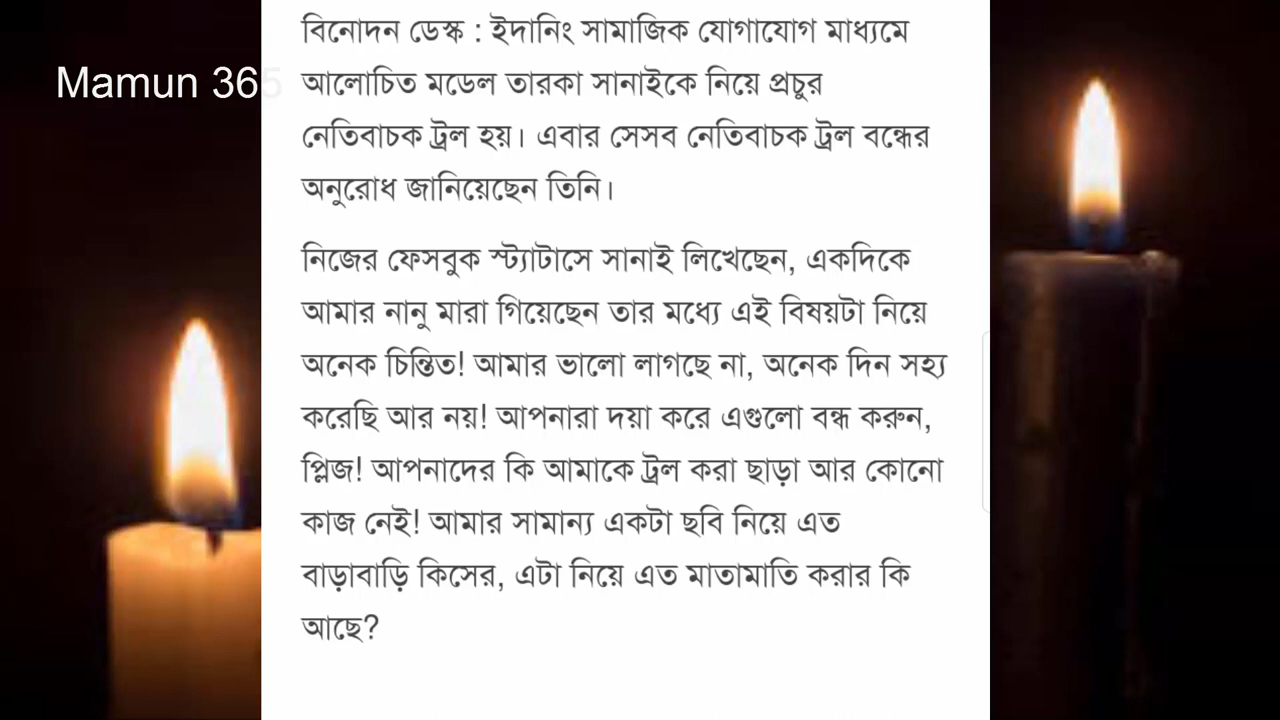 Mamun 365
বিনোদন ডেস্ক : ইদানিং সামাজিক যোগাযোগ মাধ্যমে
আলোচিত মডেল তারকা সানাইকে নিয়ে প্রচুর
নেতিবাচক ট্রল হয়। এবার সেসব নেতিবাচক ট্রল বন্ধের
অনুরোধ জানিয়েছেন তিনি।
নিজের ফেসবুক স্ট্যাটাসে সানাই লিখেছেন, একদিকে
আমার নানু মারা গিয়েছেন তার মধ্যে এই বিষয়টা নিয়ে
অনেক চিন্তিত! আমার ভালো লাগছে না, অনেক দিন সহ্য
করেছি আর নয়! আপনারা দয়া করে এগুলো বন্ধ করুন,
প্লিজ! আপনাদের কি আমাকে ট্রল করা ছাড়া আর কোনো
কাজ নেই! আমার সামান্য একটা ছবি নিয়ে এত
বাড়াবাড়ি কিসের, এটা নিয়ে এত মাতামাতি করার কি
আছে?